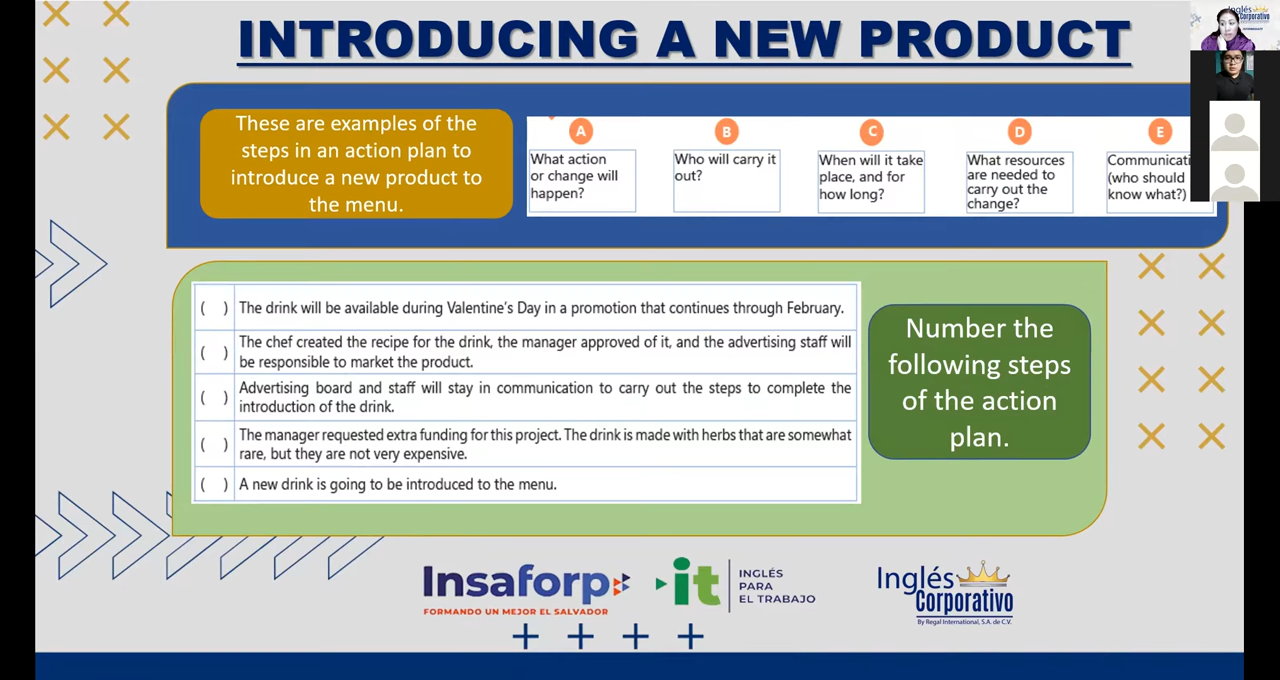 INTRODUCING A NEW PRODUCT
These are examples of the
steps in an action plan to
introduce a new product to
the menu.
A
What action
or change will
happen?
B
Who will carry it
out?
C
When will it take
place, and for
how long?
D
What resources
are needed to
carry out the
change?
E
(who should
know what?)
( ) The drink will be available during Valentine's Day in a promotion that continues through February.
( ) The chef created the recipe for the drink, the manager approved of it, and the advertising staff will
be responsible to market the product.
( ) Advertising board and staff will stay in communication to carry out the steps to complete the
introduction of the drink.
( ) The manager requested extra funding for this project. The drink is made with herbs that are somewhat
rare, but they are not very expensive.
( ) A new drink is going to be introduced to the menu.
Number the
following steps
of the action
plan.
Insaforp
FORMANDO UN MEJOR EL SALVADOR
it
INGLÉS
PARA
EL TRABAJO
Inglés
Corporativo
By Regal International, S.A. de C.V.